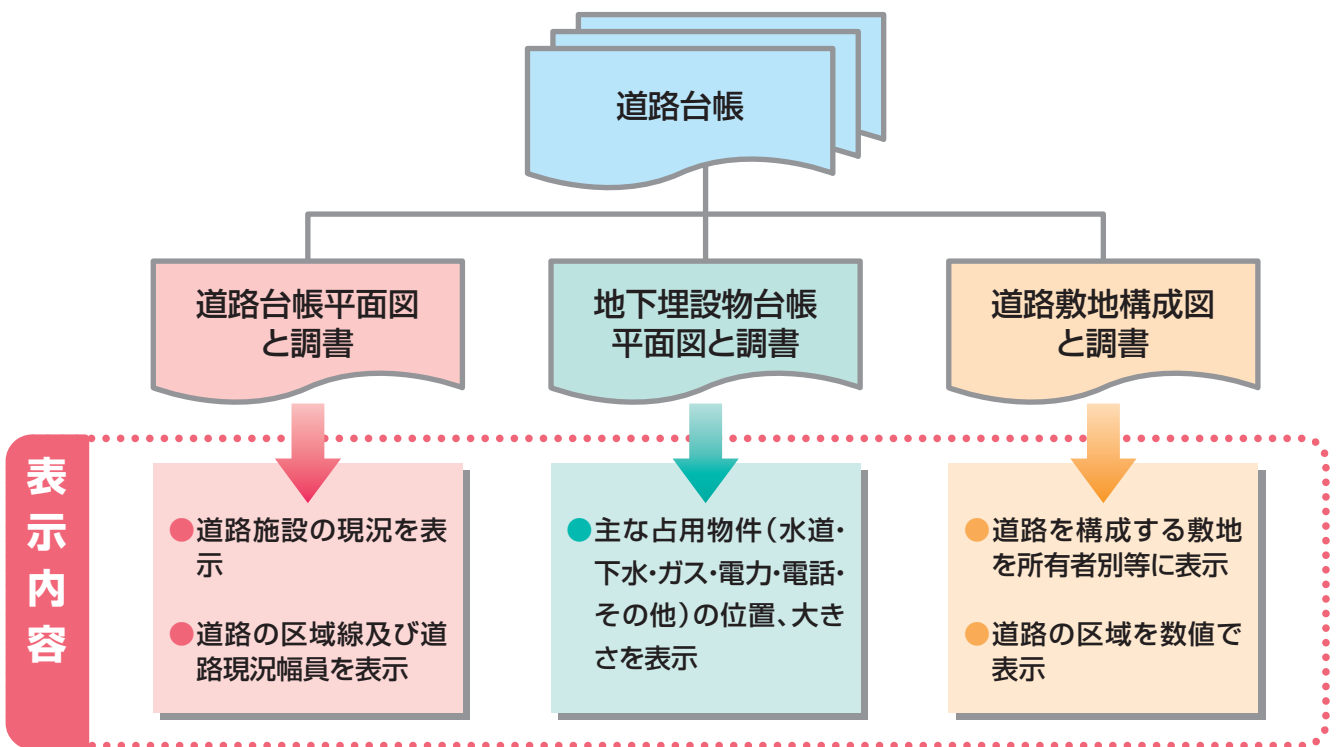 道路台帳
道路台帳平面図
と調書
地下埋設物台帳
平面図と調書
道路敷地構成図
と調書
表示内容
●道路施設の現況を表
示
●道路の区域線及び道
路現況幅員を表示
●主な占用物件（水道・
下水・ガス・電力・電話・
その他）の位置、大き
さを表示
●道路を構成する敷地
を所有者別等に表示
●道路の区域を数値で
表示